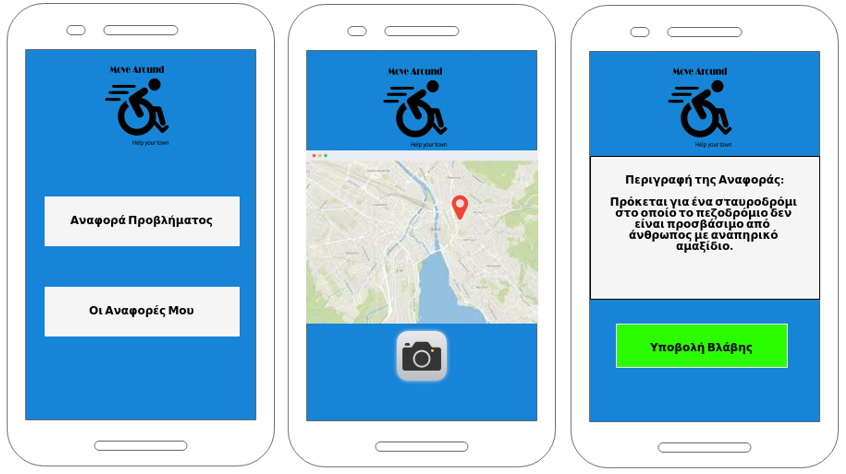 Move Around
Help your town
Αναφορά Προβλήματος
Οι Αναφορές Μου
Move Around
Help your town
Move Around
Help your town
Περιγραφή της Αναφοράς:
Πρόκειται για ένα σταυροδρόμι
στο οποίο το πεζοδρόμιο δεν
είναι προσβάσιμο από
άνθρωπος με αναπηρικό
αμαξίδιο.
Υποβολή Βλάβης